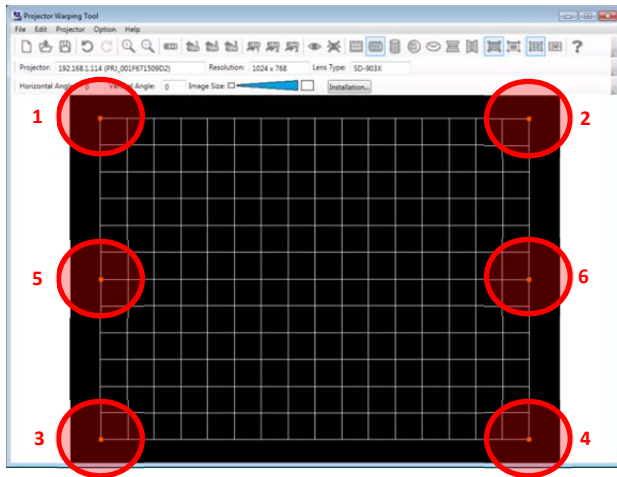 Projector Warping Tool
File Edit Projector Option Help
Projector: 192.168.1.114 (PRJ_001F671509D2) Resolution: 1024 x 768 Lens Type: SD-903X
Horizontal Angle: 0 Vertical Angle: 0 Image Size: Installation...
1
2
5
6
3
4